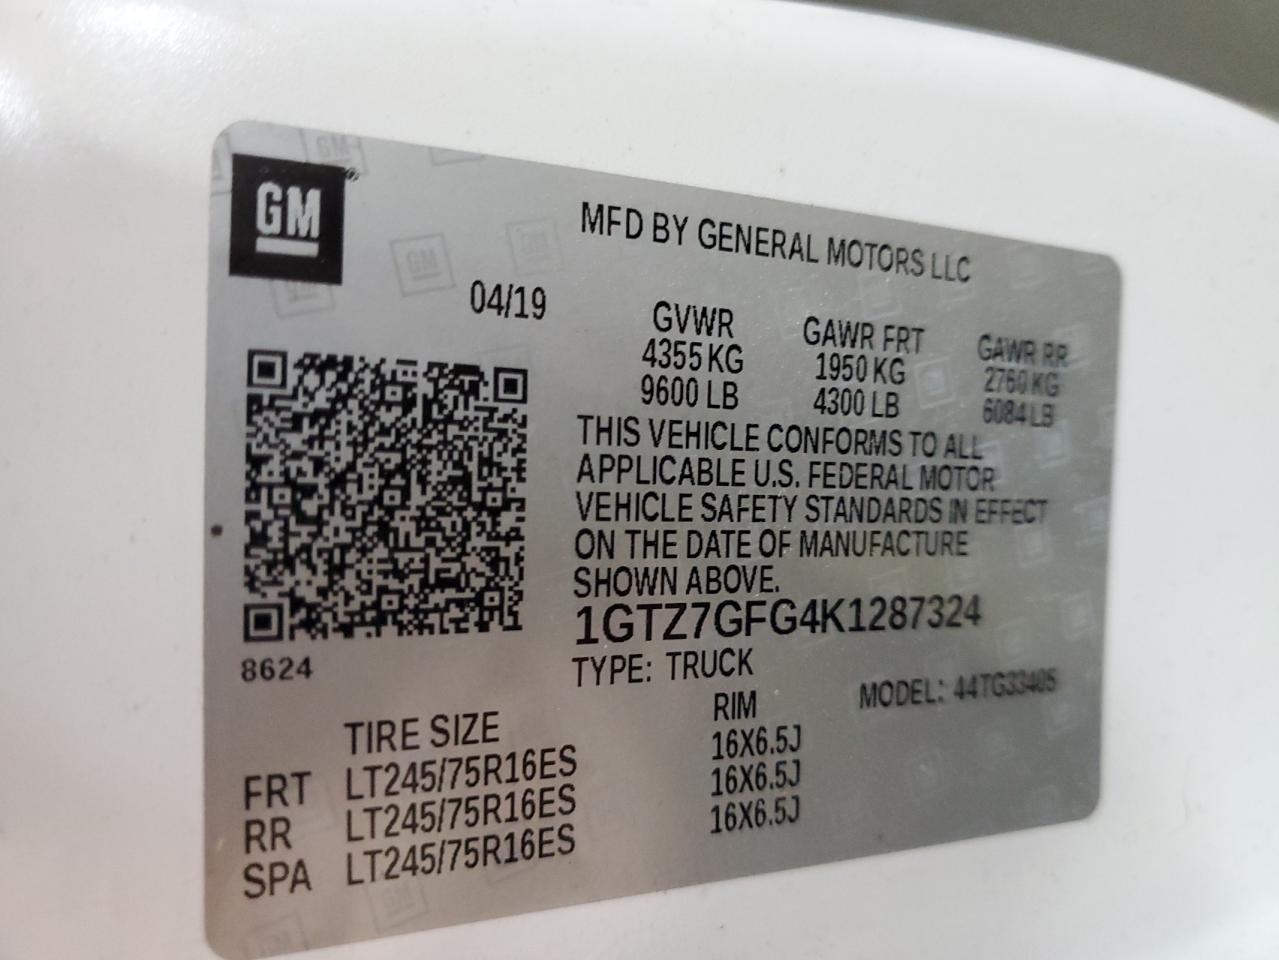 GM
MFD BY GENERAL MOTORS LLC
04/19
GVWR GAWR FRT GAWR RR
4355 KG 1950 KG 2760 KG
9600 LB 4300 LB 6084 LB
THIS VEHICLE CONFORMS TO ALL
APPLICABLE U.S. FEDERAL MOTOR
VEHICLE SAFETY STANDARDS IN EFFECT
ON THE DATE OF MANUFACTURE
SHOWN ABOVE.
1GTZ7GFG4K1287324
8624
TYPE: TRUCK MODEL: 44TG33405
TIRE SIZE RIM
FRT LT245/75R16ES 16X6.5J
RR LT245/75R16ES 16X6.5J
SPA LT245/75R16ES 16X6.5J